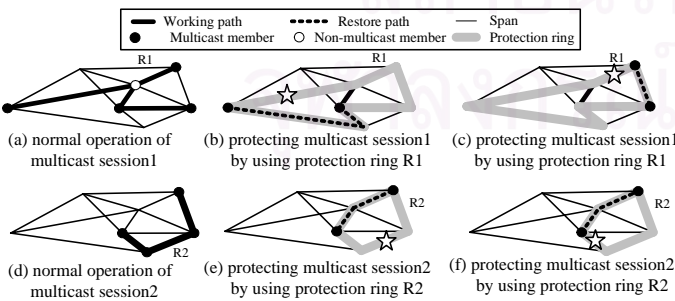 Working path Restore path Span
Multicast member Non-multicast member Protection ring
R1
R1
R1
(a) normal operation of
multicast session1
(b) protecting multicast session1
by using protection ring R1
(c) protecting multicast session1
by using protection ring R1
R2
R2
R2
(d) normal operation of
multicast session2
(e) protecting multicast session2
by using protection ring R2
(f) protecting multicast session2
by using protection ring R2